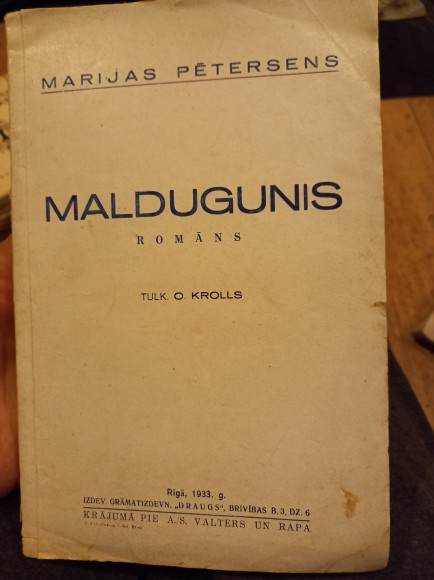 MARIJAS PĒTERSENS
MALDUGUNIS
ROMĀNS
TULK. O. KROLLS
Rīgā, 1933. g.
IZDEV. GRĀMATIZDEVN. „DRAUGS“, BRĪVĪBAS B. 3, DZ. 6
KRĀJUMĀ PIE A./S. VALTERS UN RAPA